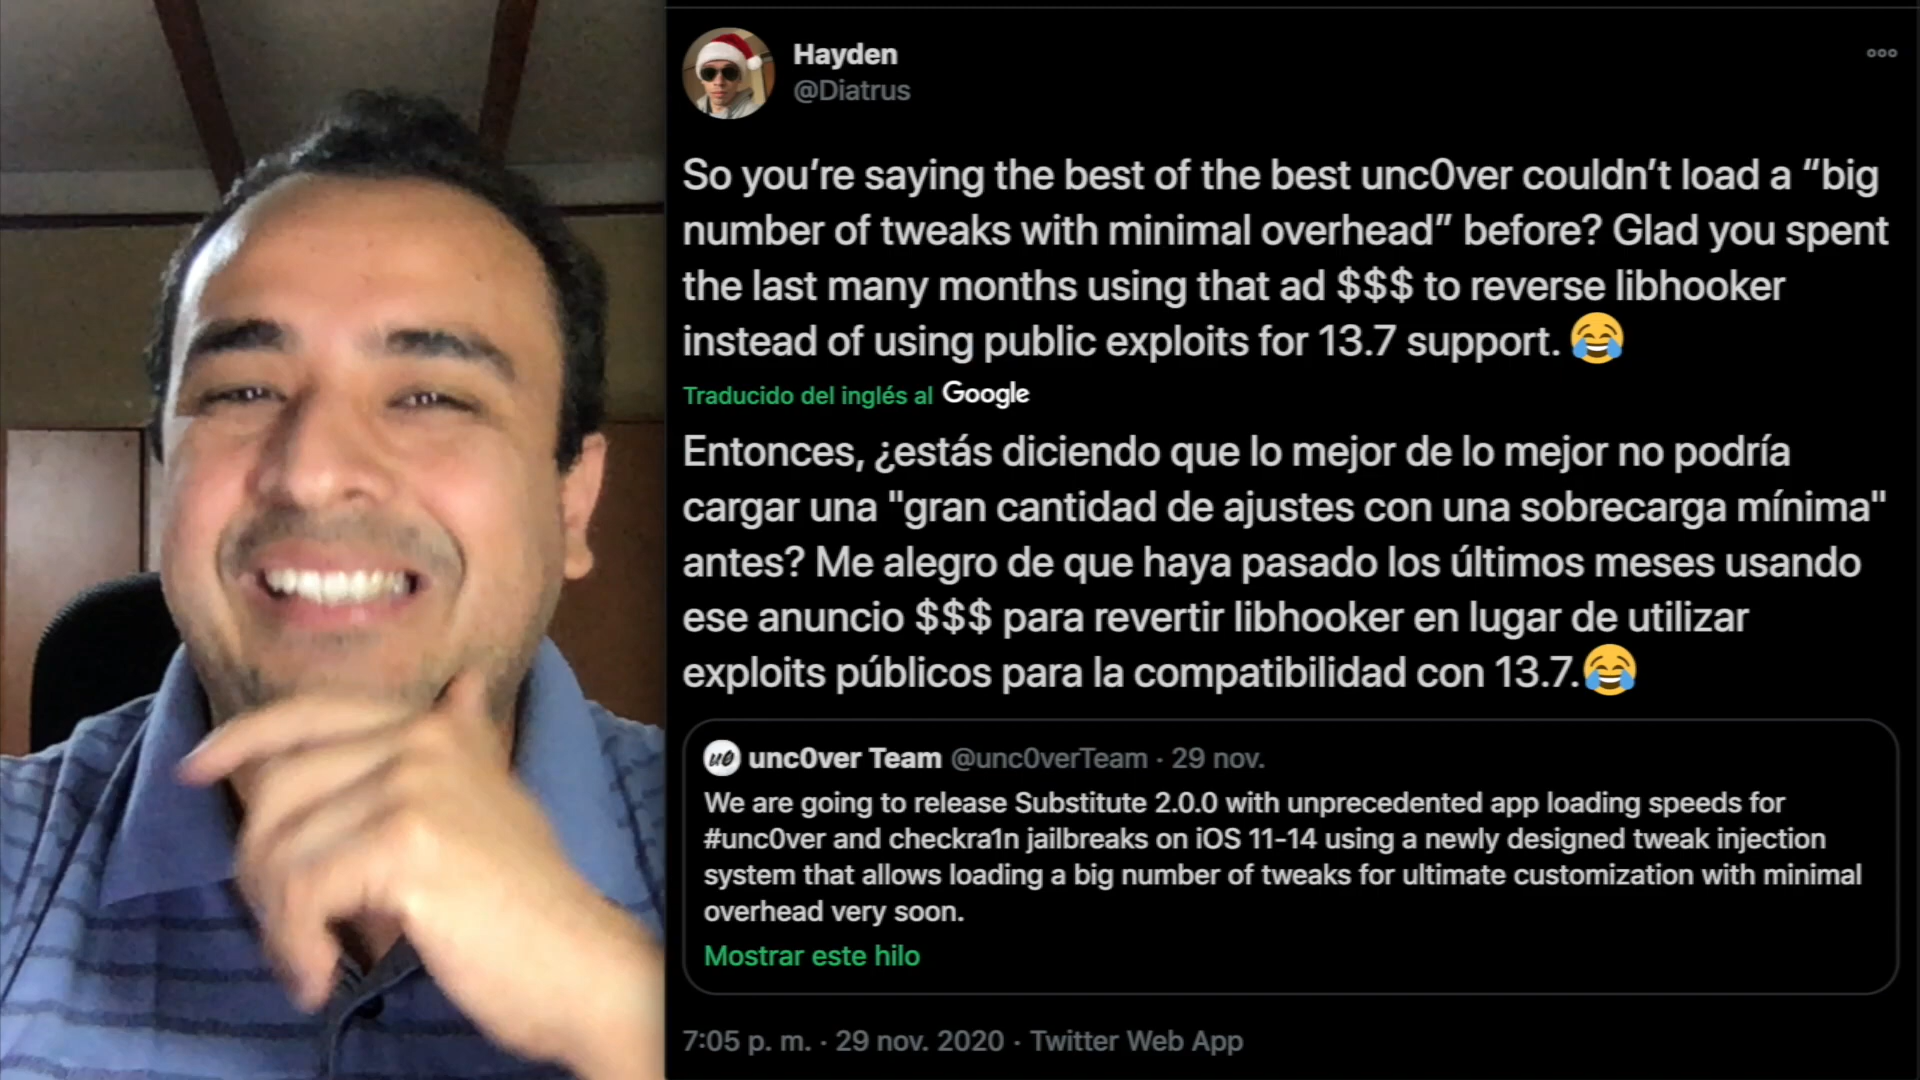 Hayden
@Diatrus
So you’re saying the best of the best unc0ver couldn’t load a “big
number of tweaks with minimal overhead” before? Glad you spent
the last many months using that ad $$$ to reverse libhooker
instead of using public exploits for 13.7 support. 😂
Traducido del inglés al Google
Entonces, ¿estás diciendo que lo mejor de lo mejor no podría
cargar una "gran cantidad de ajustes con una sobrecarga mínima"
antes? Me alegro de que haya pasado los últimos meses usando
ese anuncio $$$ para revertir libhooker en lugar de utilizar
exploits públicos para la compatibilidad con 13.7.😂
u0 unc0ver Team @unc0verTeam · 29 nov.
We are going to release Substitute 2.0.0 with unprecedented app loading speeds for
#unc0ver and checkra1n jailbreaks on iOS 11-14 using a newly designed tweak injection
system that allows loading a big number of tweaks for ultimate customization with minimal
overhead very soon.
Mostrar este hilo
7:05 p. m. · 29 nov. 2020 · Twitter Web App